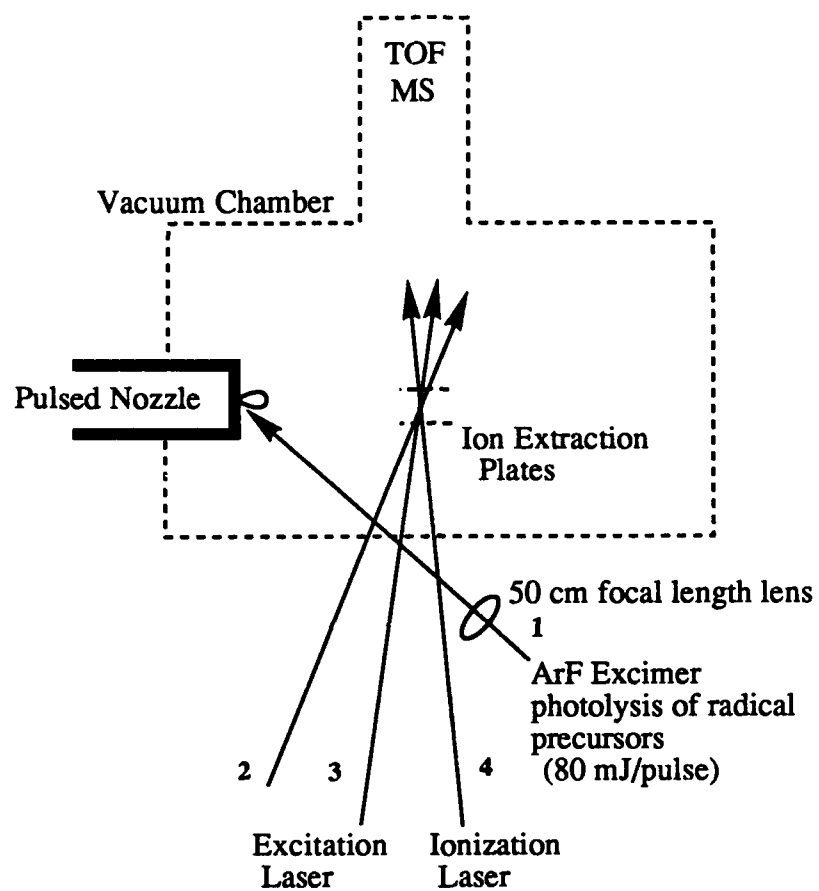 TOF
MS
Vacuum Chamber
Pulsed Nozzle
Ion Extraction
Plates
50 cm focal length lens
1
ArF Excimer
photolysis of radical
precursors
(80 mJ/pulse)
2
3
4
Excitation
Laser
Ionization
Laser